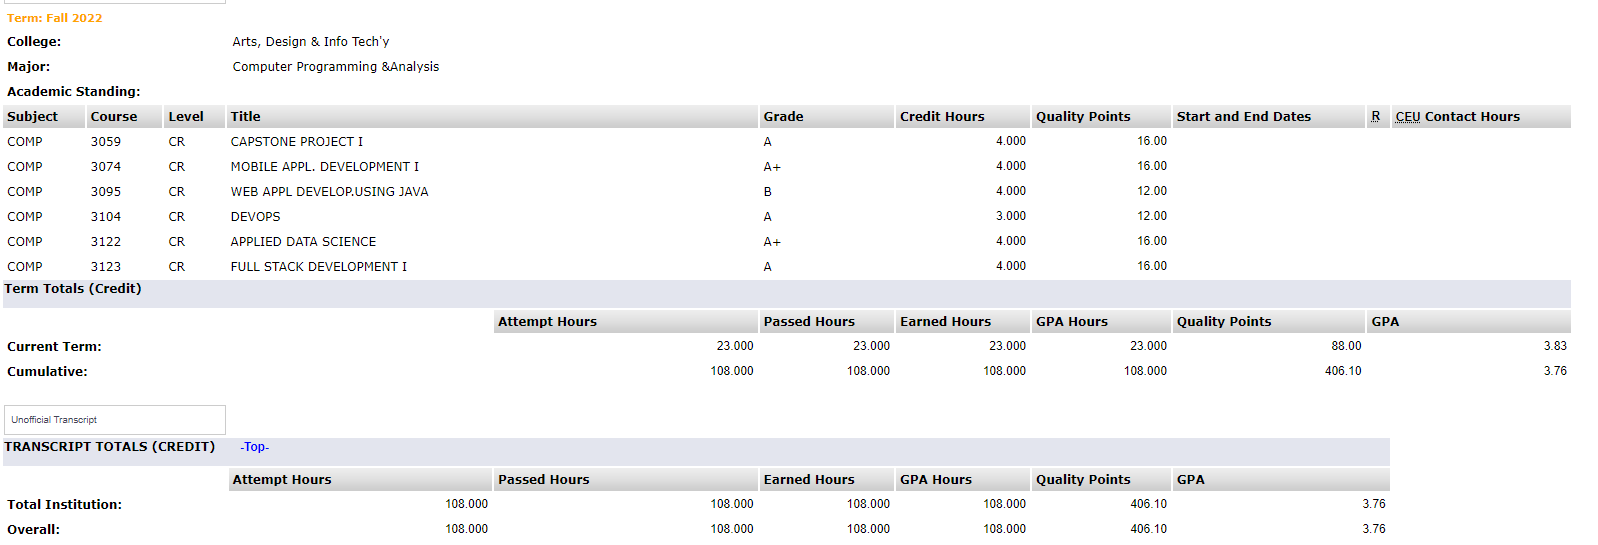 Term: Fall 2022
College: Arts, Design & Info Tech'y
Major: Computer Programming &Analysis
Academic Standing:
Subject Course Level Title Grade Credit Hours Quality Points Start and End Dates R CEU Contact Hours
COMP 3059 CR CAPSTONE PROJECT I A 4.000 16.00
COMP 3074 CR MOBILE APPL. DEVELOPMENT I A+ 4.000 16.00
COMP 3095 CR WEB APPL DEVELOP.USING JAVA B 4.000 12.00
COMP 3104 CR DEVOPS A 3.000 12.00
COMP 3122 CR APPLIED DATA SCIENCE A+ 4.000 16.00
COMP 3123 CR FULL STACK DEVELOPMENT I A 4.000 16.00
Term Totals (Credit)
Attempt Hours Passed Hours Earned Hours GPA Hours Quality Points GPA
Current Term: 23.000 23.000 23.000 23.000 88.00 3.83
Cumulative: 108.000 108.000 108.000 108.000 406.10 3.76
Unofficial Transcript
TRANSCRIPT TOTALS (CREDIT) -Top-
Attempt Hours Passed Hours Earned Hours GPA Hours Quality Points GPA
Total Institution: 108.000 108.000 108.000 108.000 406.10 3.76
Overall: 108.000 108.000 108.000 108.000 406.10 3.76